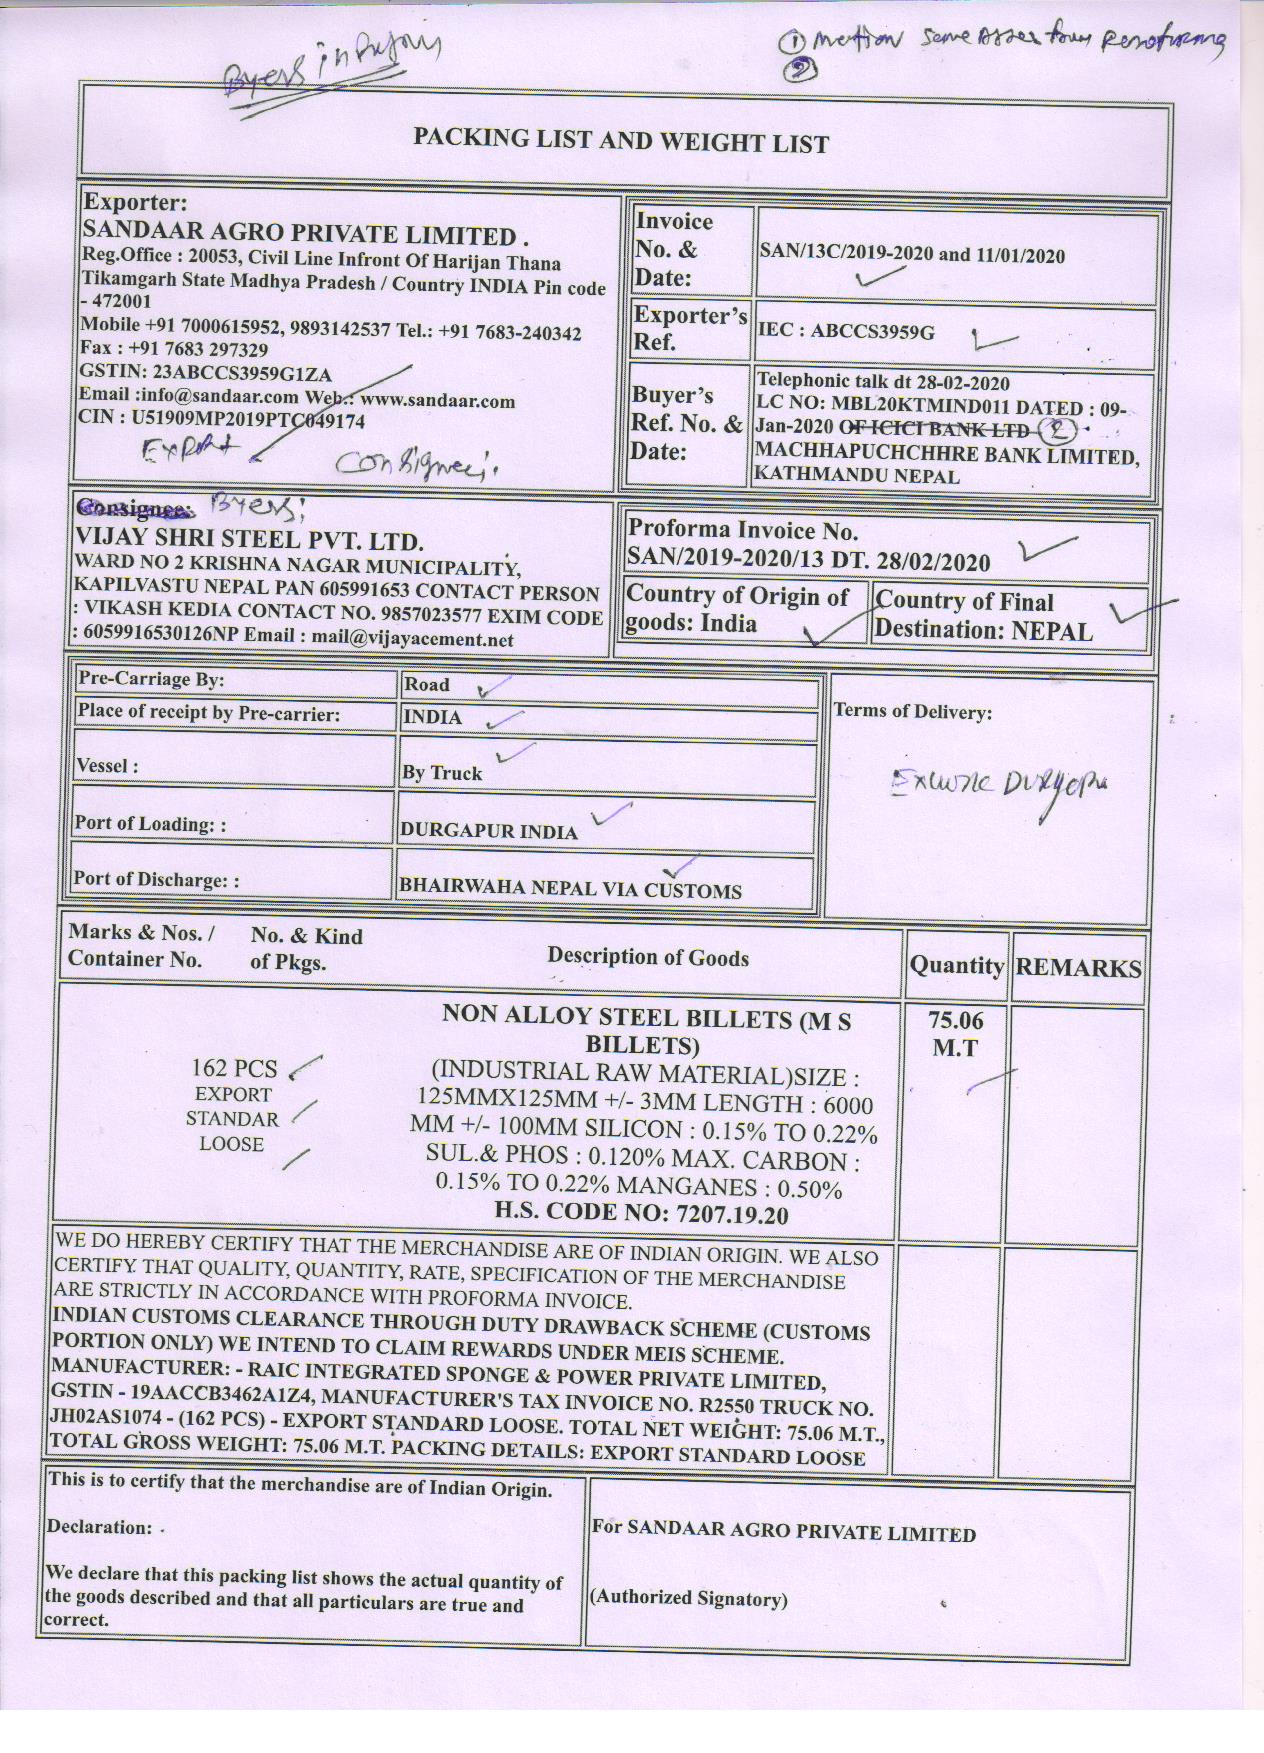 ① mention same as per
②
PACKING LIST AND WEIGHT LIST
Exporter:
SANDAAR AGRO PRIVATE LIMITED .
Reg.Office : 20053, Civil Line Infront Of Harijan Thana
Tikamgarh State Madhya Pradesh / Country INDIA Pin code
- 472001
Mobile +91 7000615952, 9893142537 Tel.: +91 7683-240342
Fax : +91 7683 297329
GSTIN: 23ABCCS3959G1ZA
Email :info@sandaar.com Web.: www.sandaar.com
CIN : U51909MP2019PTC049174
Export
Consignee:
Invoice
No. &
Date:
SAN/13C/2019-2020 and 11/01/2020
Exporter's
Ref.
IEC : ABCCS3959G
Buyer's
Ref. No. &
Date:
Telephonic talk dt 28-02-2020
LC NO: MBL20KTMIND011 DATED : 09-
Jan-2020 OF ICICI BANK LTD ②
MACHHAPUCHCHHRE BANK LIMITED,
KATHMANDU NEPAL
Consignee: Byers:
VIJAY SHRI STEEL PVT. LTD.
WARD NO 2 KRISHNA NAGAR MUNICIPALITY,
KAPILVASTU NEPAL PAN 605991653 CONTACT PERSON
: VIKASH KEDIA CONTACT NO. 9857023577 EXIM CODE
: 6059916530126NP Email : mail@vijayacement.net
Proforma Invoice No.
SAN/2019-2020/13 DT. 28/02/2020
Country of Origin of
goods: India
Country of Final
Destination: NEPAL
Pre-Carriage By:
Road
Place of receipt by Pre-carrier:
INDIA
Vessel :
By Truck
Port of Loading: :
DURGAPUR INDIA
Port of Discharge: :
BHAIRWAHA NEPAL VIA CUSTOMS
Terms of Delivery:
Marks & Nos. /
Container No.
No. & Kind
of Pkgs.
Description of Goods
Quantity
REMARKS
162 PCS
EXPORT
STANDAR
LOOSE
NON ALLOY STEEL BILLETS (M S
BILLETS)
(INDUSTRIAL RAW MATERIAL)SIZE :
125MMX125MM +/- 3MM LENGTH : 6000
MM +/- 100MM SILICON : 0.15% TO 0.22%
SUL.& PHOS : 0.120% MAX. CARBON :
0.15% TO 0.22% MANGANES : 0.50%
H.S. CODE NO: 7207.19.20
75.06
M.T
WE DO HEREBY CERTIFY THAT THE MERCHANDISE ARE OF INDIAN ORIGIN. WE ALSO
CERTIFY THAT QUALITY, QUANTITY, RATE, SPECIFICATION OF THE MERCHANDISE
ARE STRICTLY IN ACCORDANCE WITH PROFORMA INVOICE.
INDIAN CUSTOMS CLEARANCE THROUGH DUTY DRAWBACK SCHEME (CUSTOMS
PORTION ONLY) WE INTEND TO CLAIM REWARDS UNDER MEIS SCHEME.
MANUFACTURER: - RAIC INTEGRATED SPONGE & POWER PRIVATE LIMITED,
GSTIN - 19AACCB3462A1Z4, MANUFACTURER'S TAX INVOICE NO. R2550 TRUCK NO.
JH02AS1074 - (162 PCS) - EXPORT STANDARD LOOSE. TOTAL NET WEIGHT: 75.06 M.T.,
TOTAL GROSS WEIGHT: 75.06 M.T. PACKING DETAILS: EXPORT STANDARD LOOSE
This is to certify that the merchandise are of Indian Origin.
Declaration:
We declare that this packing list shows the actual quantity of
the goods described and that all particulars are true and
correct.
For SANDAAR AGRO PRIVATE LIMITED
(Authorized Signatory)